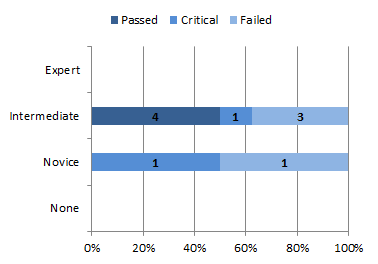 Passed Critical Failed
Expert
Intermediate 4 1 3
Novice 1 1
None
0% 20% 40% 60% 80% 100%